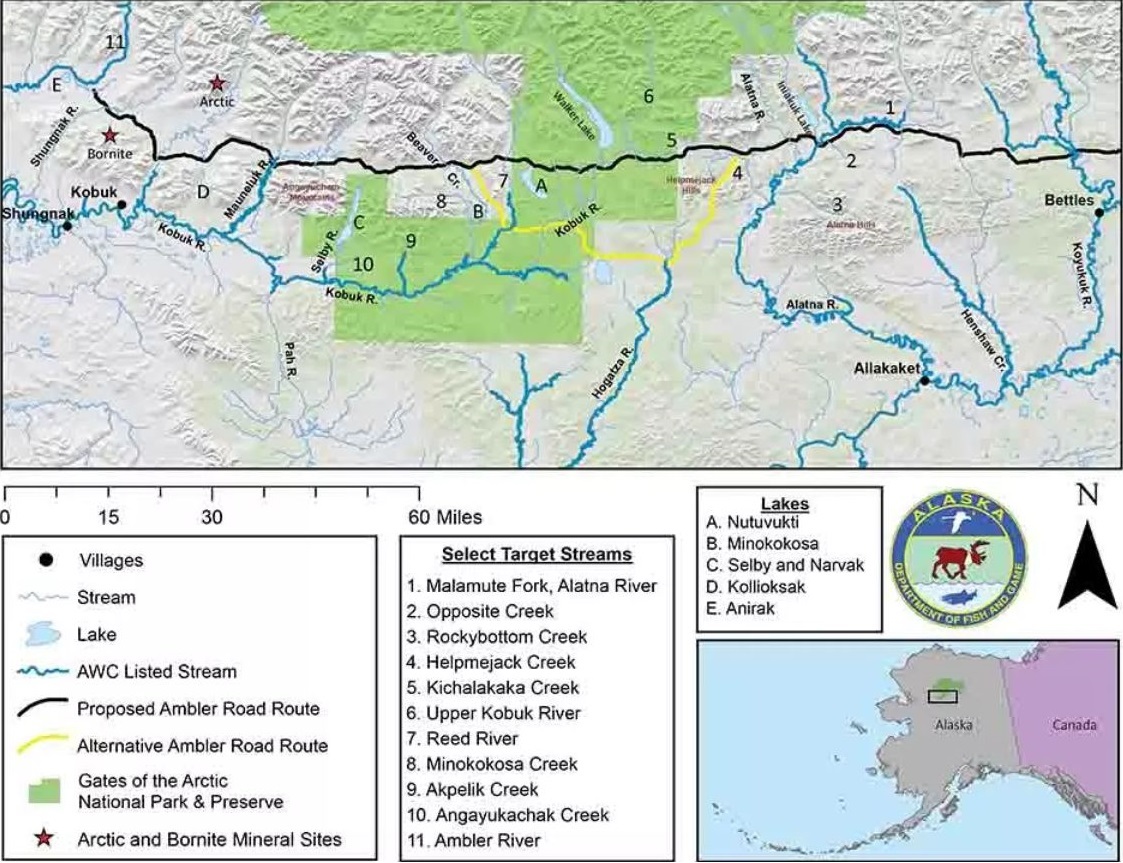 11
E
Arctic
Shungnak R.
Bornite
Kobuk
Shungnak
D
Mauneluk R.
Kobuk R.
Angayucham
Mountains
Selby R.
C
10
9
Kobuk R.
Pah R.
Beaver Cr.
8
B
7
A
Walker Lake
6
5
Kobuk R.
Helpmejack
Hills
4
Hogatza R.
Alatna R.
Iniakuk Lake
1
2
3
Alatna Hills
Alatna R.
Allakaket
Henshaw Cr.
Bettles
Koyukuk R.
0
15
30
60 Miles
Villages
Stream
Lake
AWC Listed Stream
Proposed Ambler Road Route
Alternative Ambler Road Route
Gates of the Arctic
National Park & Preserve
Arctic and Bornite Mineral Sites
Select Target Streams
1. Malamute Fork, Alatna River
2. Opposite Creek
3. Rockybottom Creek
4. Helpmejack Creek
5. Kichalakaka Creek
6. Upper Kobuk River
7. Reed River
8. Minokokosa Creek
9. Akpelik Creek
10. Angayukachak Creek
11. Ambler River
Lakes
A. Nutuvukti
B. Minokokosa
C. Selby and Narvak
D. Kollioksak
E. Anirak
ALASKA
DEPARTMENT OF FISH AND GAME
N
Alaska
Canada